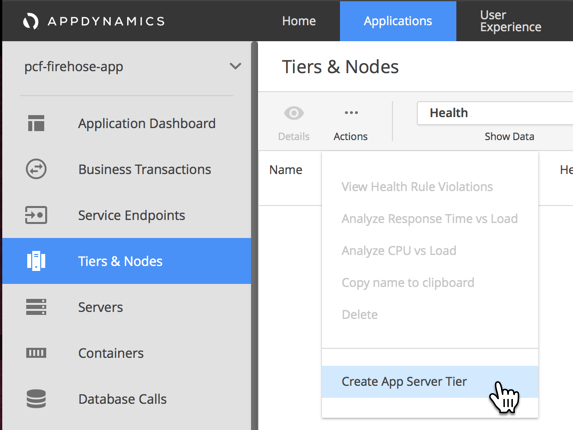 APPDYNAMICS
Home
Applications
User
Experience
pcf-firehose-app
Tiers & Nodes
Application Dashboard
Details
Actions
Health
Show Data
Business Transactions
Name
He
View Health Rule Violations
Service Endpoints
Analyze Response Time vs Load
Analyze CPU vs Load
Tiers & Nodes
Copy name to clipboard
Servers
Delete
Containers
Create App Server Tier
Database Calls